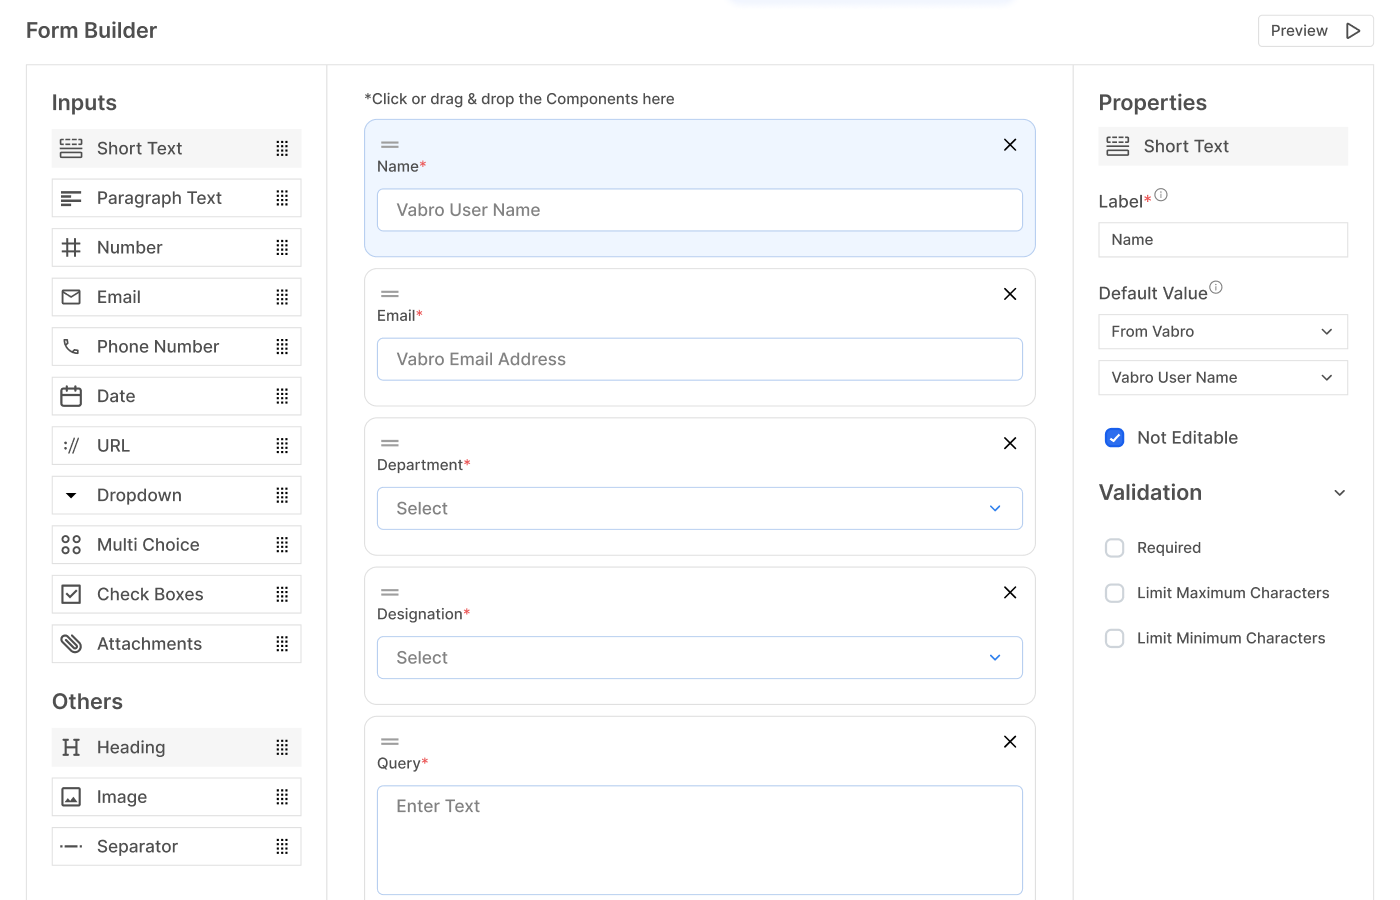 Form Builder
Preview
Inputs
Short Text
Paragraph Text
Number
Email
Phone Number
Date
URL
Dropdown
Multi Choice
Check Boxes
Attachments
Others
Heading
Image
Separator
*Click or drag & drop the Components here
Name*
Vabro User Name
Email*
Vabro Email Address
Department*
Select
Designation*
Select
Query*
Enter Text
Properties
Short Text
Label*
Name
Default Value
From Vabro
Vabro User Name
Not Editable
Validation
Required
Limit Maximum Characters
Limit Minimum Characters